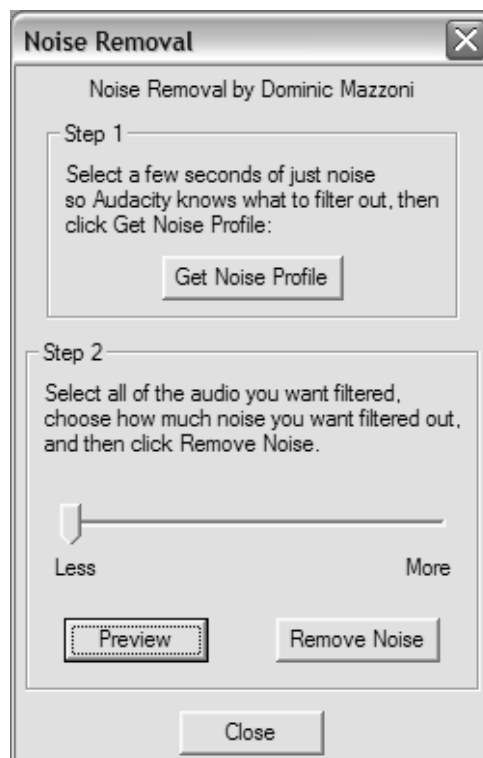 Noise Removal
Noise Removal by Dominic Mazzoni
Step 1
Select a few seconds of just noise
so Audacity knows what to filter out, then
click Get Noise Profile:
Get Noise Profile
Step 2
Select all of the audio you want filtered,
choose how much noise you want filtered out,
and then click Remove Noise.
Less More
Preview Remove Noise
Close